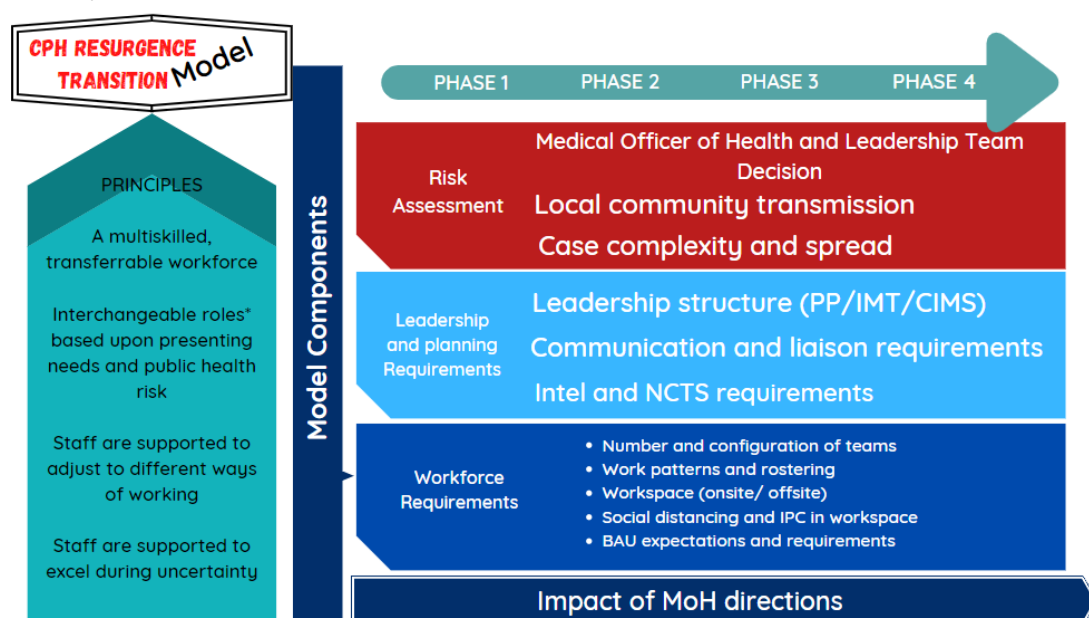 CPH RESURGENCE
TRANSITION Model
PRINCIPLES
A multiskilled,
transferrable workforce
Interchangeable roles*
based upon presenting
needs and public health
risk
Staff are supported to
adjust to different ways
of working
Staff are supported to
excel during uncertainty
Model Components
PHASE 1 PHASE 2 PHASE 3 PHASE 4
Risk
Assessment
Medical Officer of Health and Leadership Team
Decision
Local community transmission
Case complexity and spread
Leadership
and planning
Requirements
Leadership structure (PP/IMT/CIMS)
Communication and liaison requirements
Intel and NCTS requirements
Workforce
Requirements
• Number and configuration of teams
• Work patterns and rostering
• Workspace (onsite/ offsite)
• Social distancing and IPC in workspace
• BAU expectations and requirements
Impact of MoH directions